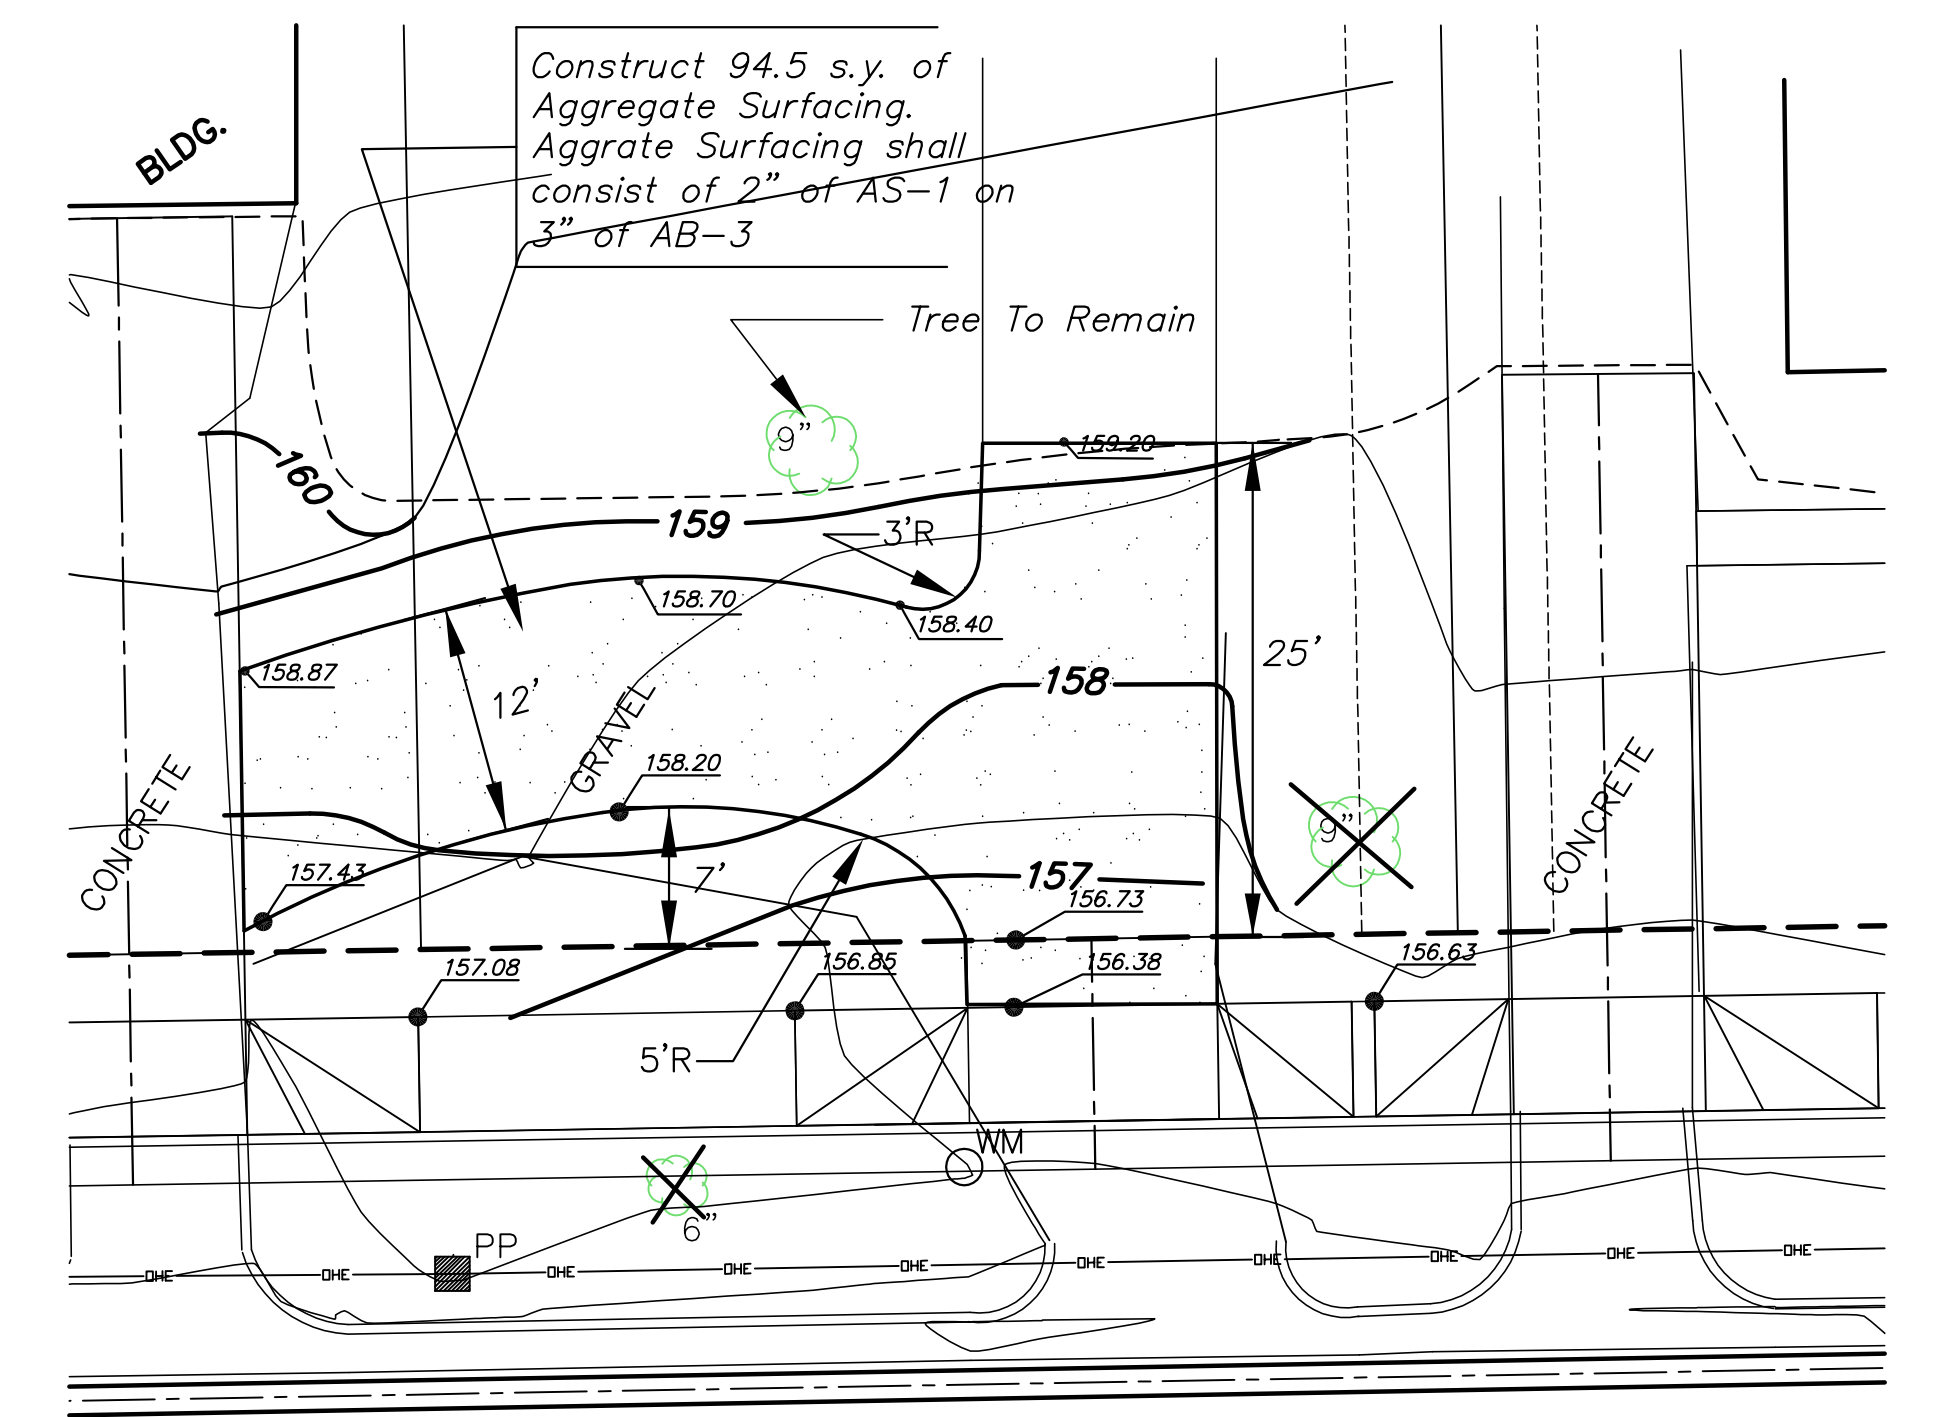 Construct 94.5 s.y. of
Aggregate Surfacing.
Aggrate Surfacing shall
consist of 2" of AS-1 on
3" of AB-3
BLDG.
Tree To Remain
9"
159.20
160
159
3'R
158.70
158.40
158.87
25'
158
12'
GRAVEL
158.20
CONCRETE
CONCRETE
9"
157.43
7'
157
156.73
157.08
156.85
156.38
156.63
5'R
WM
6"
PP
OHE
OHE
OHE
OHE
OHE
OHE
OHE
OHE
OHE
OHE